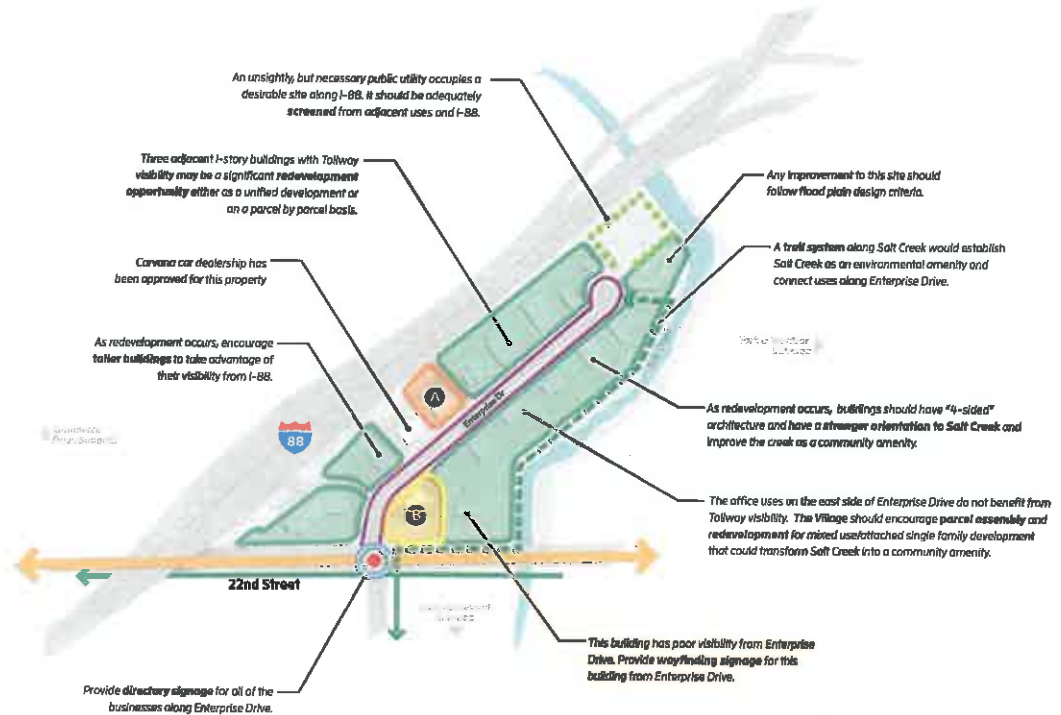 An unsightly, but necessary public utility occupies a
desirable site along I-88. It should be adequately
screened from adjacent uses and I-88.
Three adjacent 1-story buildings with Tollway
visibility may be a significant redevelopment
opportunity either as a unified development or
on a parcel by parcel basis.
Carvana car dealership has
been approved for this property
As redevelopment occurs, encourage
taller buildings to take advantage of
their visibility from I-88.
88
Any improvement to this site should
follow flood plain design criteria.
A trail system along Salt Creek would establish
Salt Creek as an environmental amenity and
connect uses along Enterprise Drive.
A
Enterprise Dr
As redevelopment occurs, buildings should have "4-sided"
architecture and have a stronger orientation to Salt Creek and
improve the creek as a community amenity.
B
The office uses on the east side of Enterprise Drive do not benefit from
Tollway visibility. The Village should encourage parcel assembly and
redevelopment for mixed use/attached single family development
that could transform Salt Creek into a community amenity.
22nd Street
This building has poor visibility from Enterprise
Drive. Provide wayfinding signage for this
building from Enterprise Drive.
Provide directory signage for all of the
businesses along Enterprise Drive.